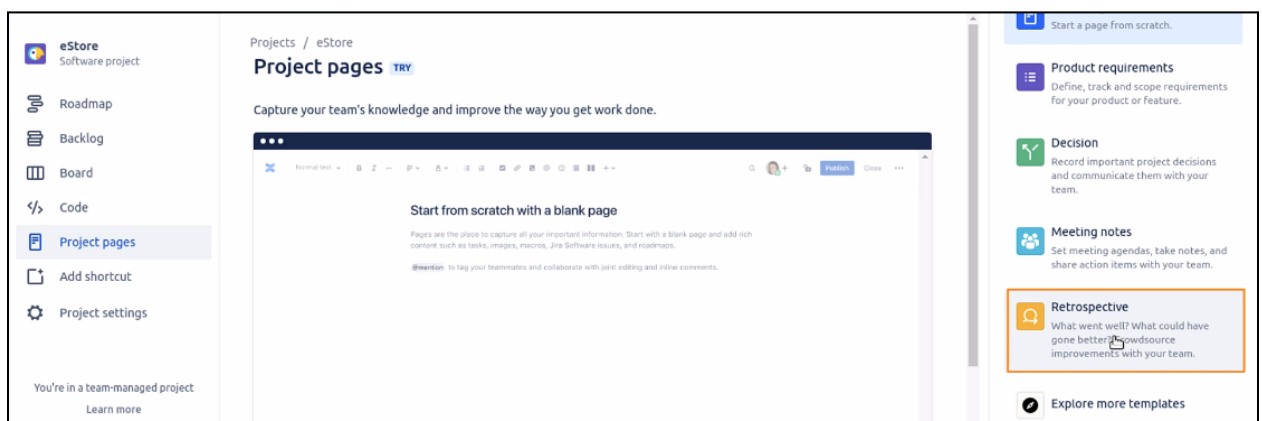 eStore
Software project
Roadmap
Backlog
Board
Code
Project pages
Add shortcut
Project settings
You're in a team-managed project
Learn more
Projects / eStore
Project pages TRY
Capture your team's knowledge and improve the way you get work done.
Normal text B I A Publish Close
Start from scratch with a blank page
Pages are the place to capture all your important information. Start with a blank page and add rich
content such as tasks, images, macros, Jira Software issues, and roadmaps.
@mention to tag your teammates and collaborate with joint editing and inline comments.
Start a page from scratch.
Product requirements
Define, track and scope requirements
for your product or feature.
Decision
Record important project decisions
and communicate them with your
team.
Meeting notes
Set meeting agendas, take notes, and
share action items with your team.
Retrospective
What went well? What could have
gone better? Crowdsource
improvements with your team.
Explore more templates